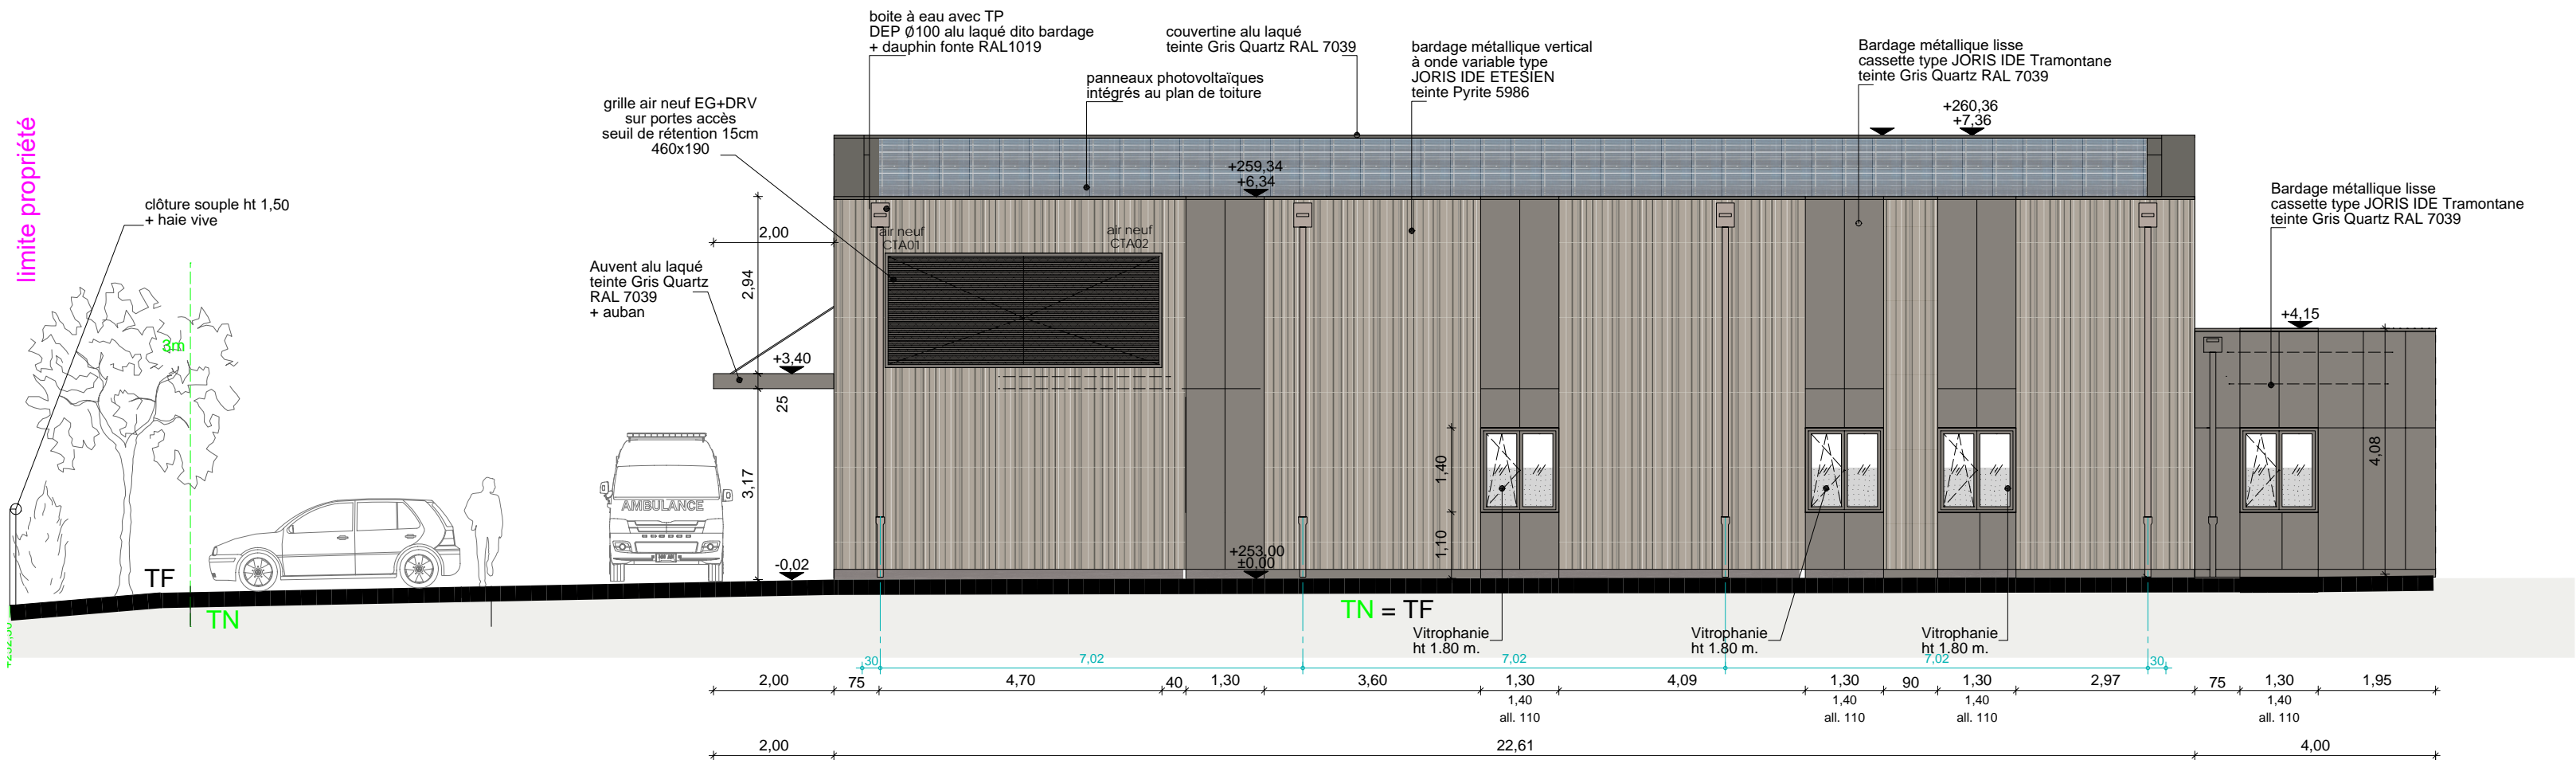 boite à eau avec TP
DEP Ø100 alu laqué dito bardage
+ dauphin fonte RAL1019
couvertine alu laqué
teinte Gris Quartz RAL 7039
panneaux photovoltaïques
intégrés au plan de toiture
bardage métallique vertical
à onde variable type
JORIS IDE ETESIEN
teinte Pyrite 5986
Bardage métallique lisse
cassette type JORIS IDE Tramontane
teinte Gris Quartz RAL 7039
+260,36
+7,36
grille air neuf EG+DRV
sur portes accès
seuil de rétention 15cm
460x190
limite propriété
clôture souple ht 1,50
+ haie vive
+259,34
+6,34
Bardage métallique lisse
cassette type JORIS IDE Tramontane
teinte Gris Quartz RAL 7039
2,00
air neuf
CTA01
air neuf
CTA02
Auvent alu laqué
teinte Gris Quartz
RAL 7039
+ auban
2,94
+4,15
3m
+3,40
25
3,17
1,40
4,08
AMBULANCE
1,10
+253,00
±0,00
-0,02
TF
TN
TN = TF
Vitrophanie
ht 1.80 m.
Vitrophanie
ht 1.80 m.
Vitrophanie
ht 1.80 m.
30
7,02
7,02
7,02
30
2,00
75
4,70
40
1,30
3,60
1,30
4,09
1,30
90
1,30
2,97
75
1,30
1,95
1,40
all. 110
1,40
all. 110
1,40
all. 110
1,40
all. 110
2,00
22,61
4,00